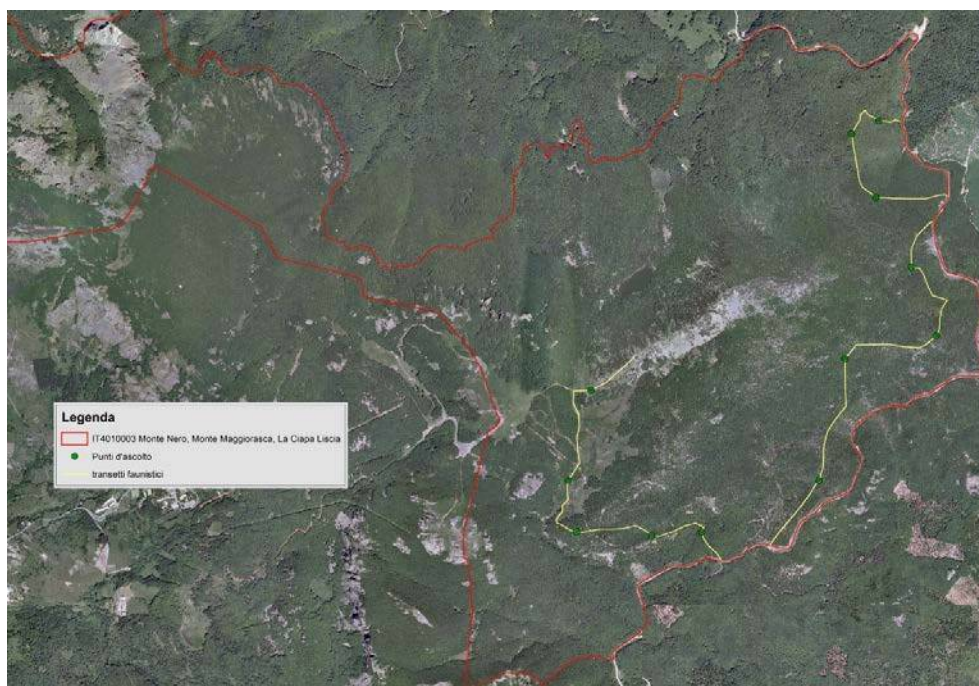 Legenda
IT4010003 Monte Nero, Monte Maggiorasca, La Ciapa Liscia
Punti d'ascolto
transetti faunistici